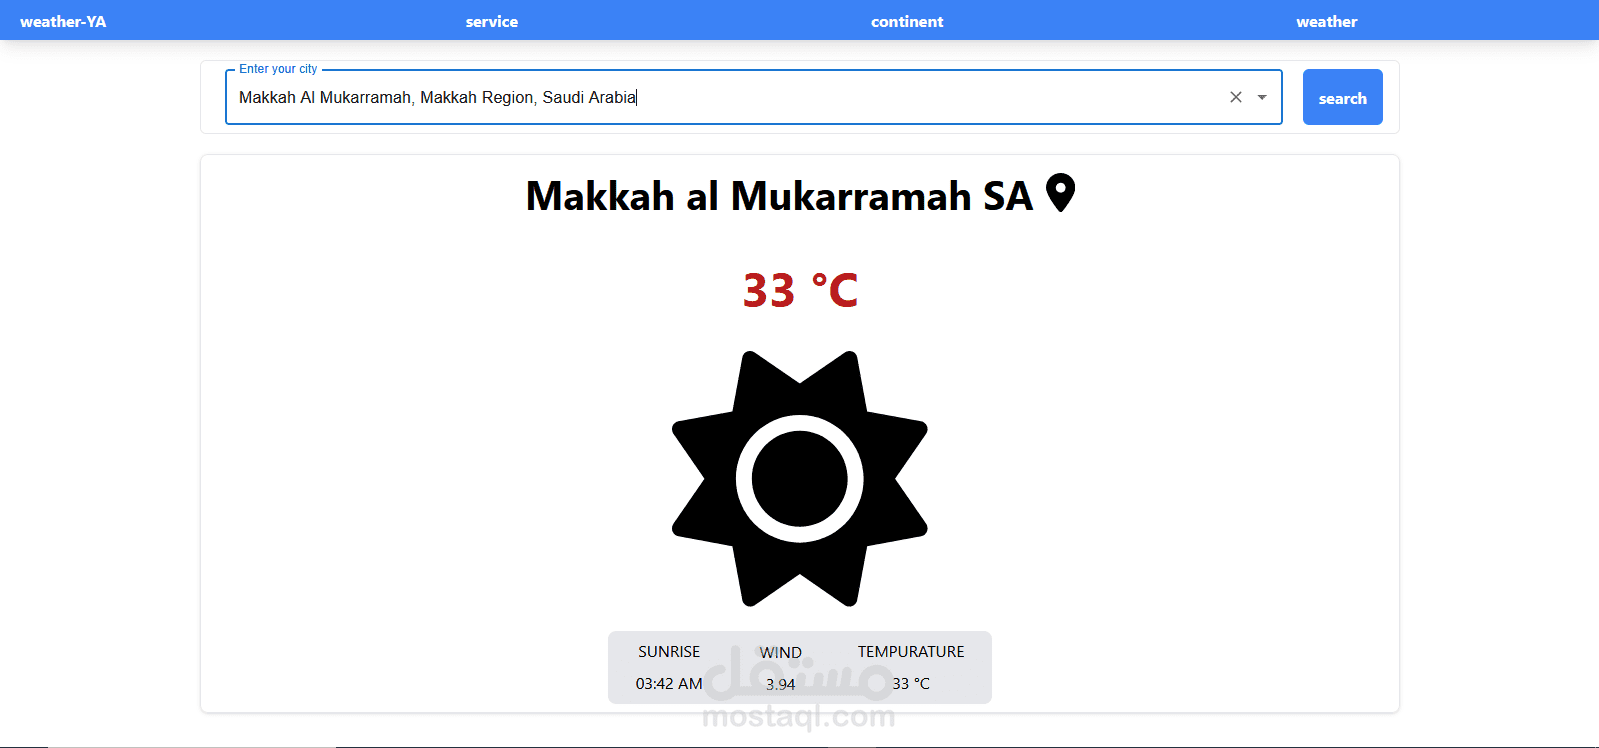 weather-YA service continent weather
Enter your city
Makkah Al Mukarramah, Makkah Region, Saudi Arabia
search
Makkah al Mukarramah SA
33 °C
SUNRISE WIND TEMPURATURE
03:42 AM 3.94 33 °C
مستقل
mostaql.com